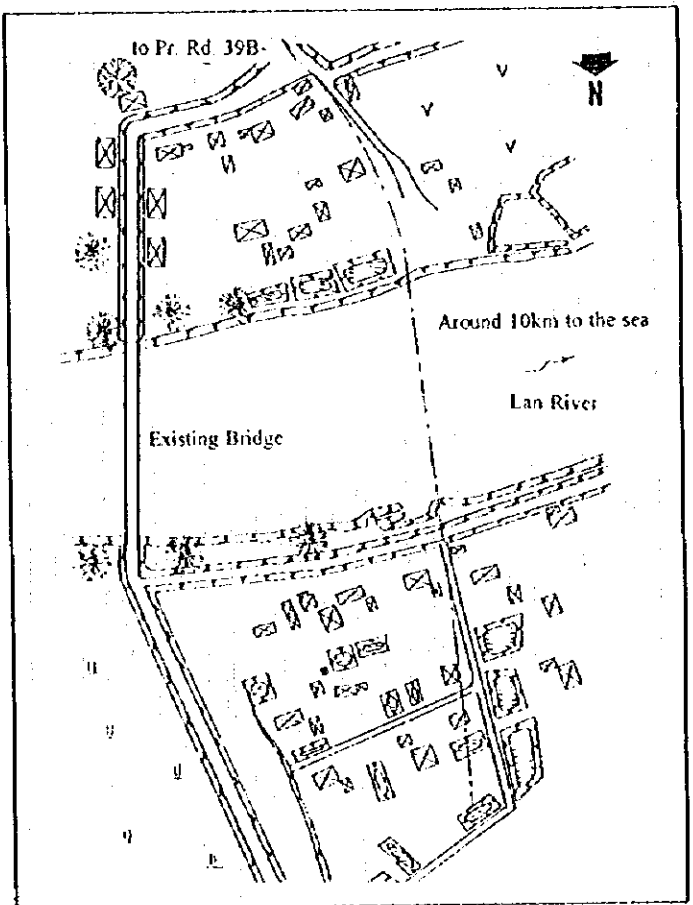 to Pr. Rd. 39B
N
Around 10km to the sea
Lan River
Existing Bridge